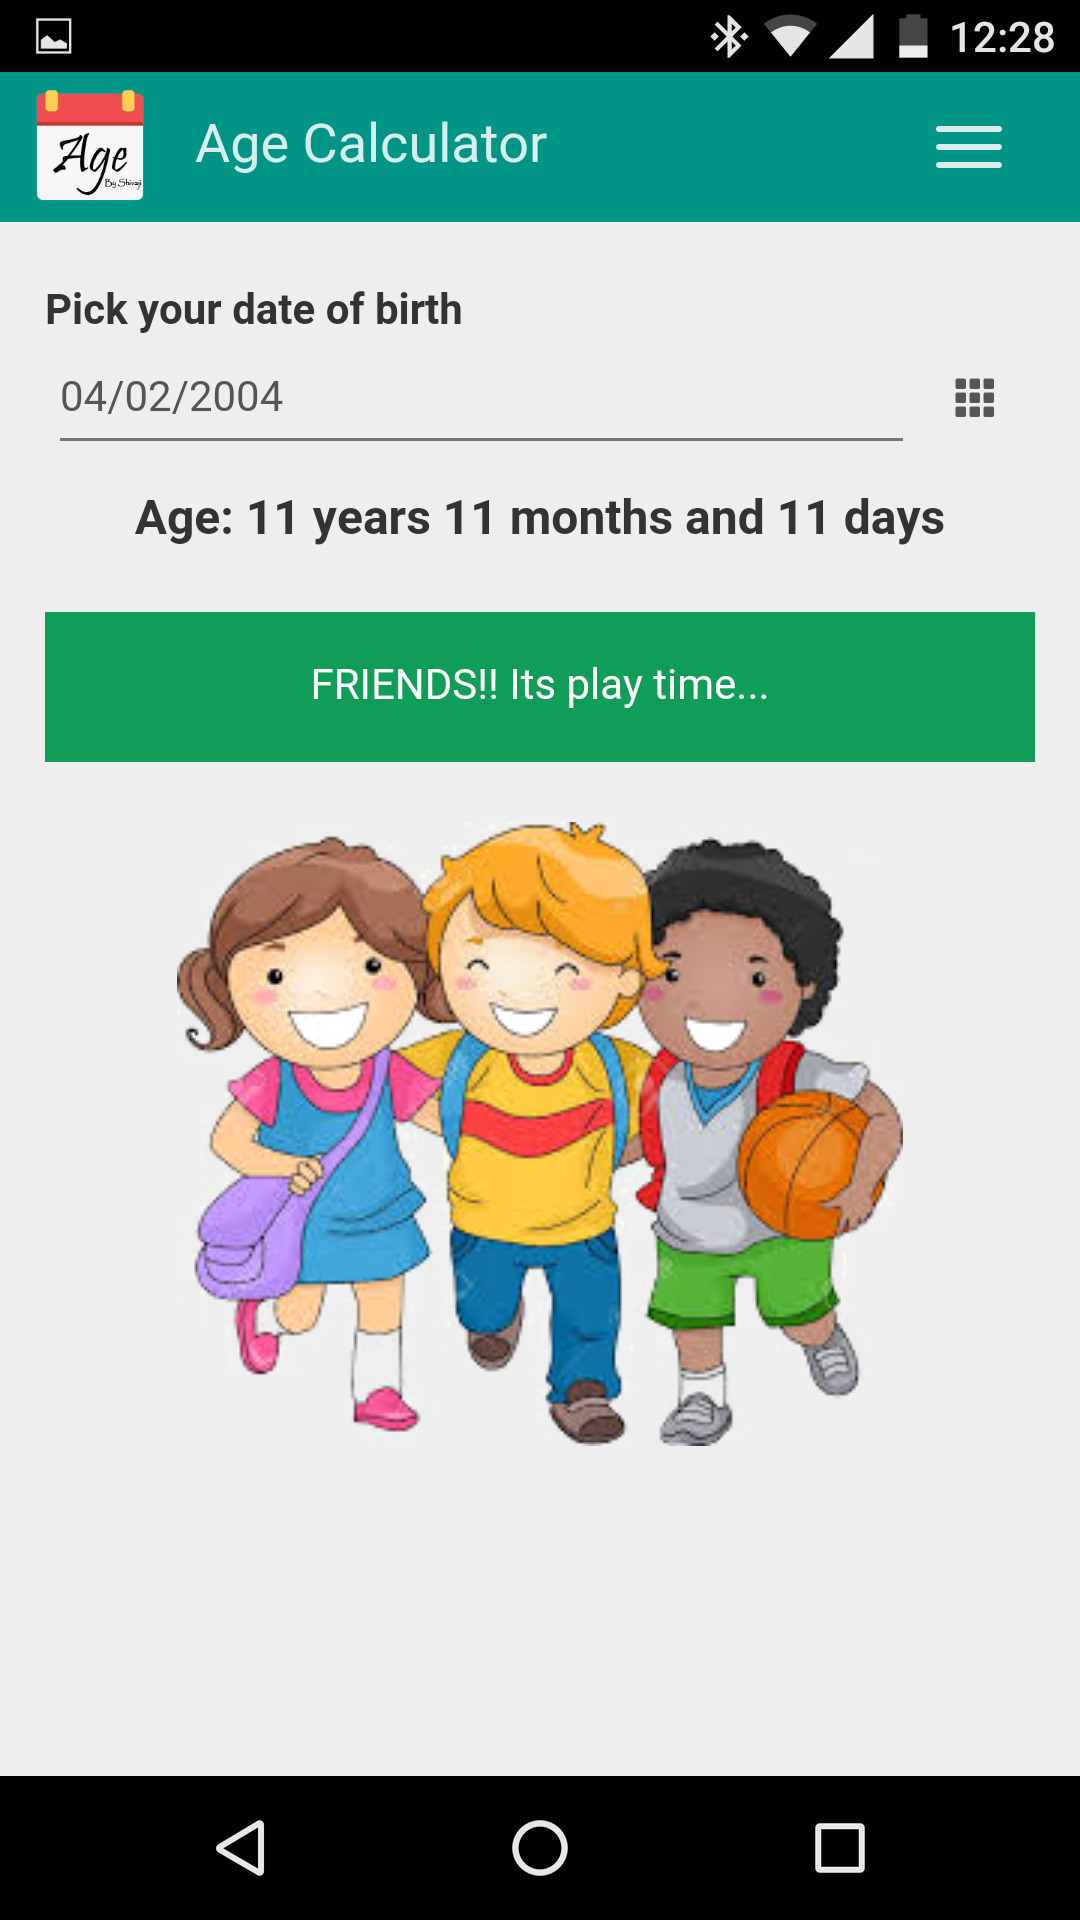 12:28
Age
By Shivaji
Age Calculator
Pick your date of birth
04/02/2004
Age: 11 years 11 months and 11 days
FRIENDS!! Its play time...